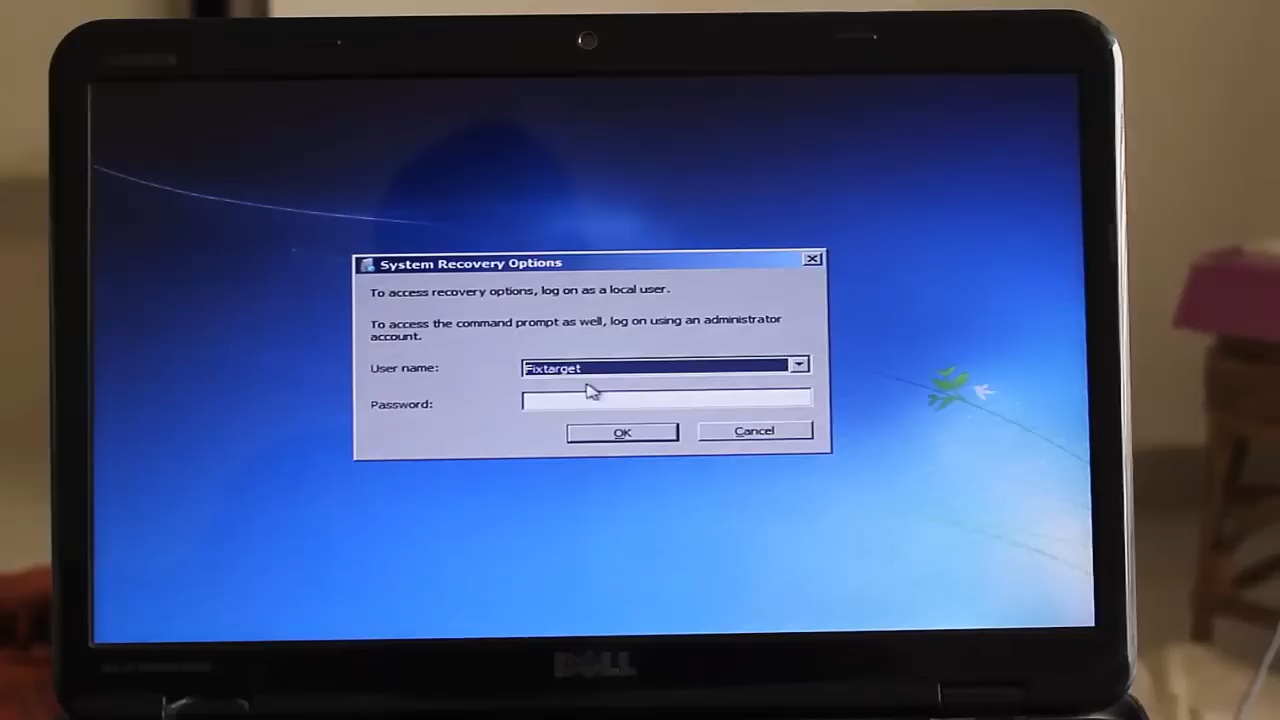 System Recovery Options
To access recovery options, log on as a local user.
To access the command prompt as well, log on using an administrator
account.
User name:
Fixtarget
Password:
OK
Cancel
DELL